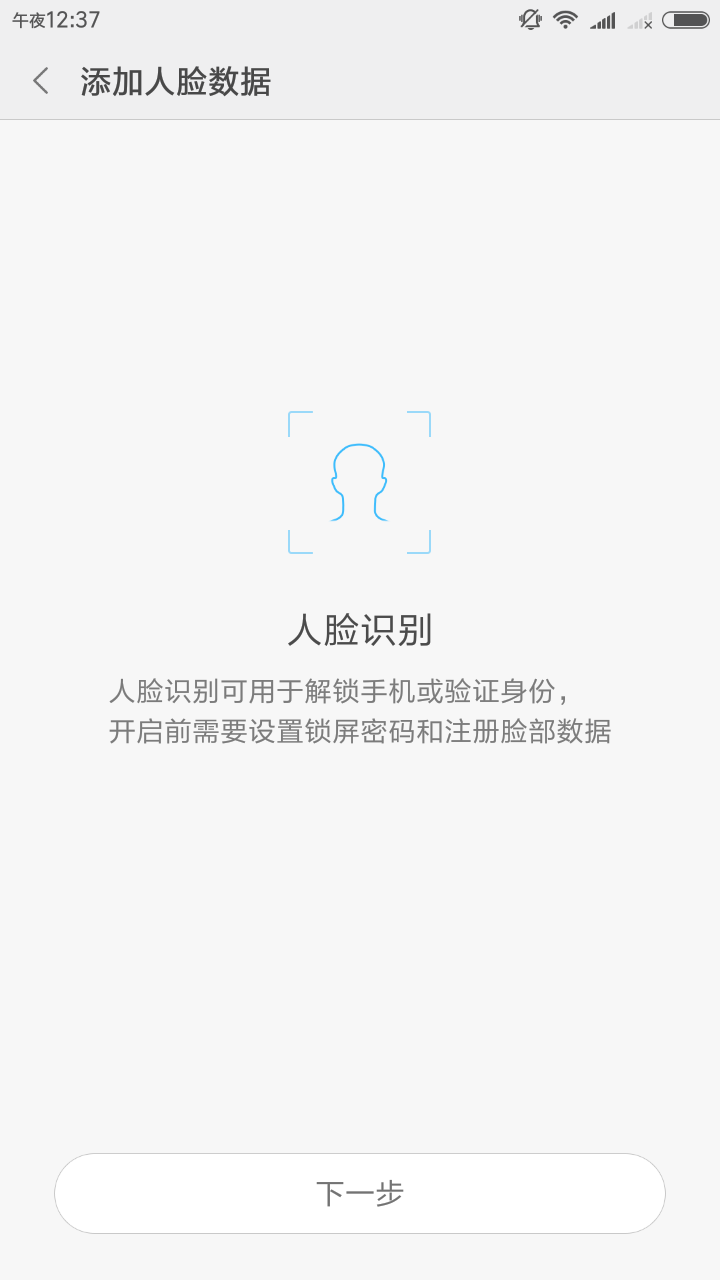 午夜12:37
添加人脸数据
人脸识别
人脸识别可用于解锁手机或验证身份，
开启前需要设置锁屏密码和注册脸部数据
下一步